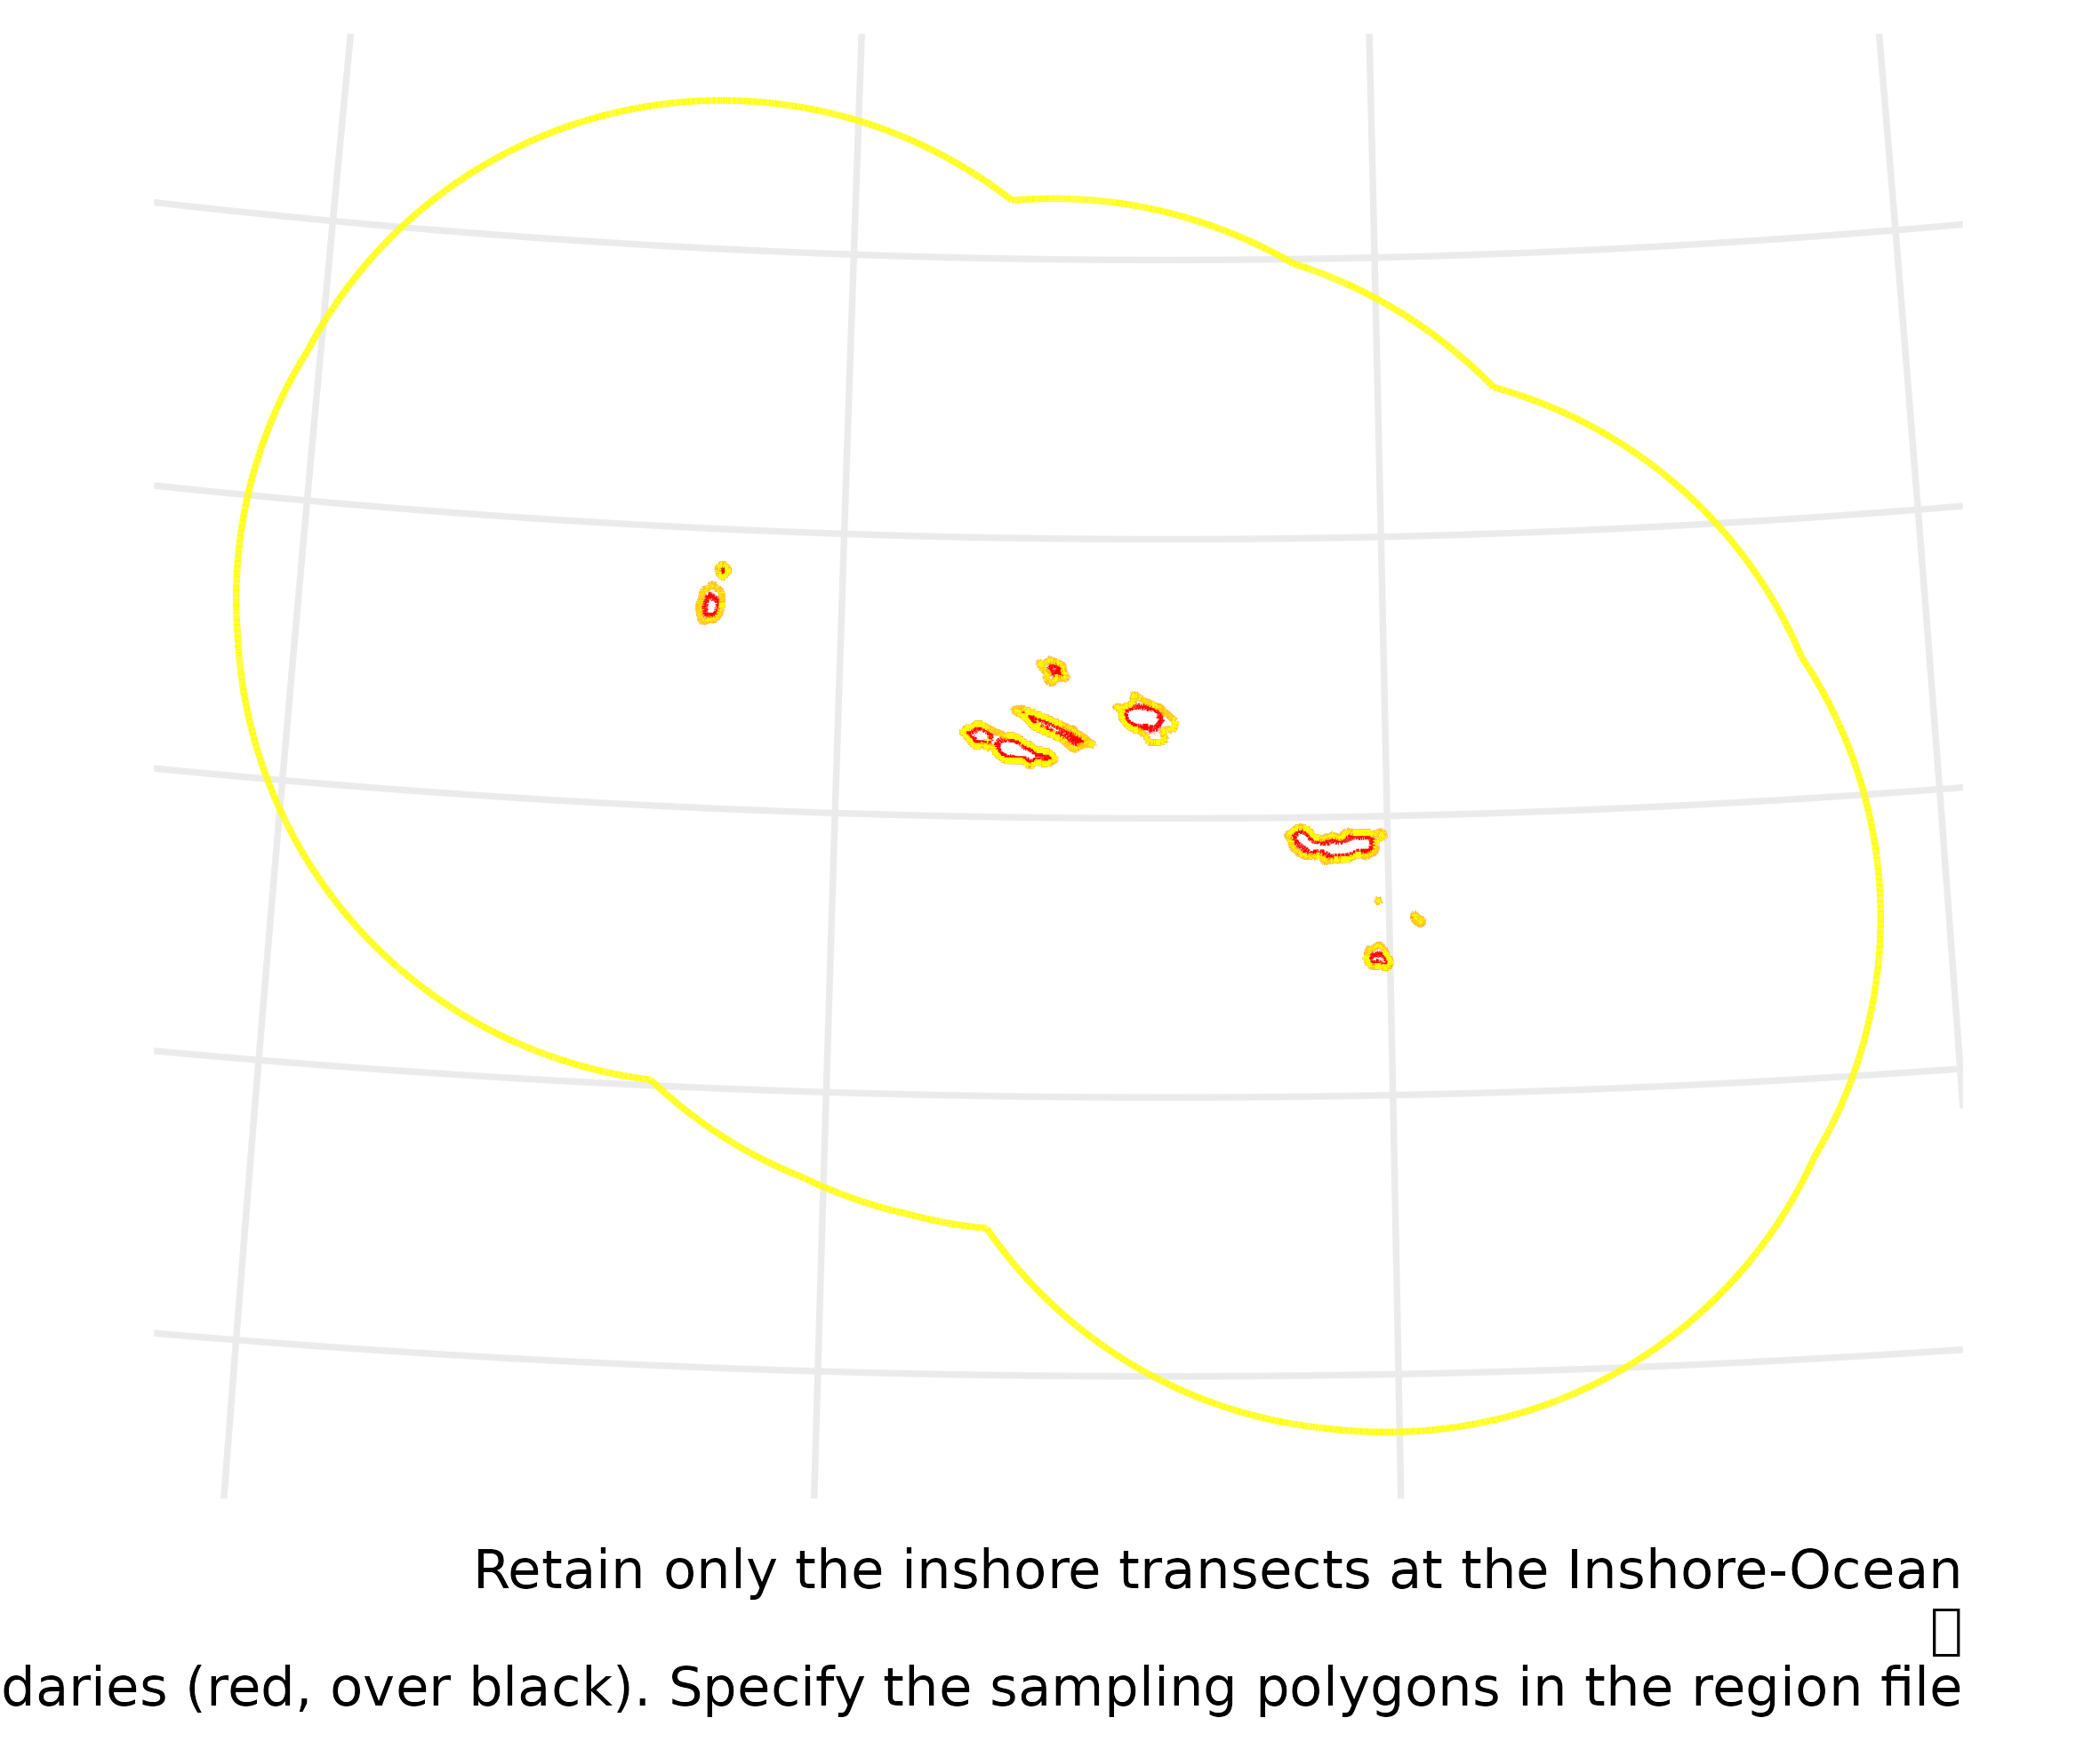 Retain only the inshore transects at the Inshore-Ocean
daries (red, over black). Specify the sampling polygons in the region file